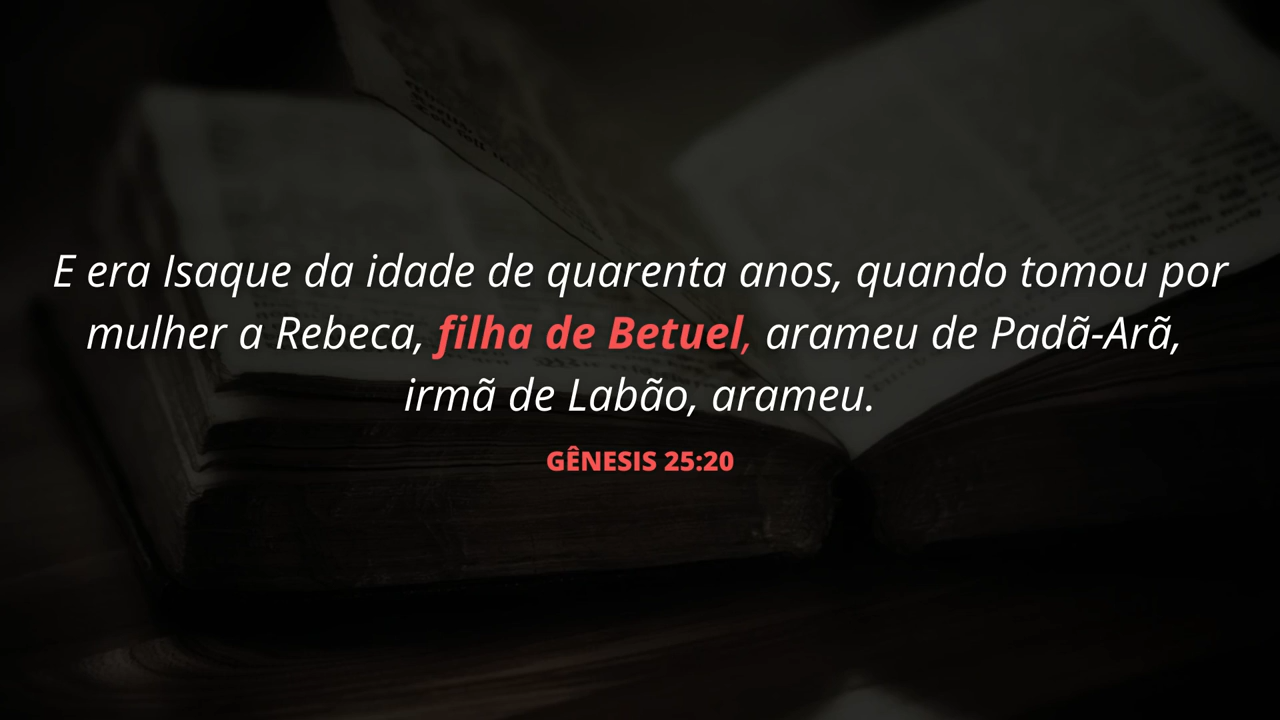 E era Isaque da idade de quarenta anos, quando tomou por
mulher a Rebeca, filha de Betuel, arameu de Padã-Arã,
irmã de Labão, arameu.
GÊNESIS 25:20